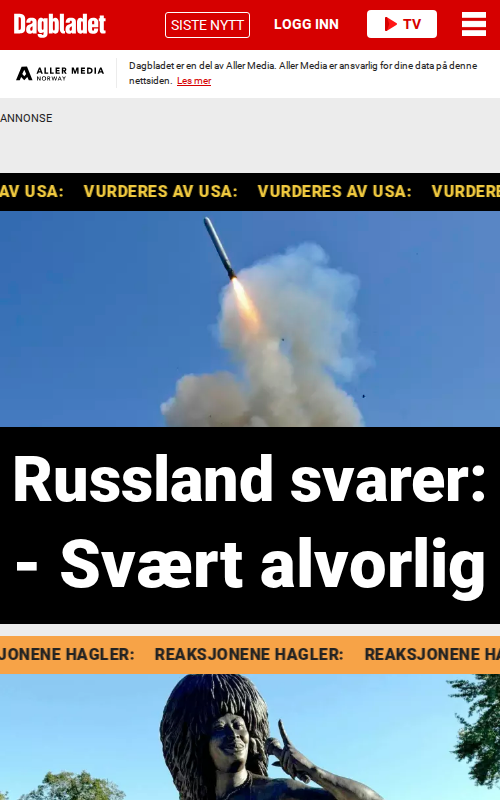 Dagbladet
SISTE NYTT
LOGG INN
TV
ALLER MEDIA
NORWAY
Dagbladet er en del av Aller Media. Aller Media er ansvarlig for dine data på denne
nettsiden. Les mer
ANNONSE
AV USA: VURDERES AV USA: VURDERES AV USA: VURDERE
Russland svarer:
- Svært alvorlig
JONENE HAGLER: REAKSJONENE HAGLER: REAKSJONENE HA